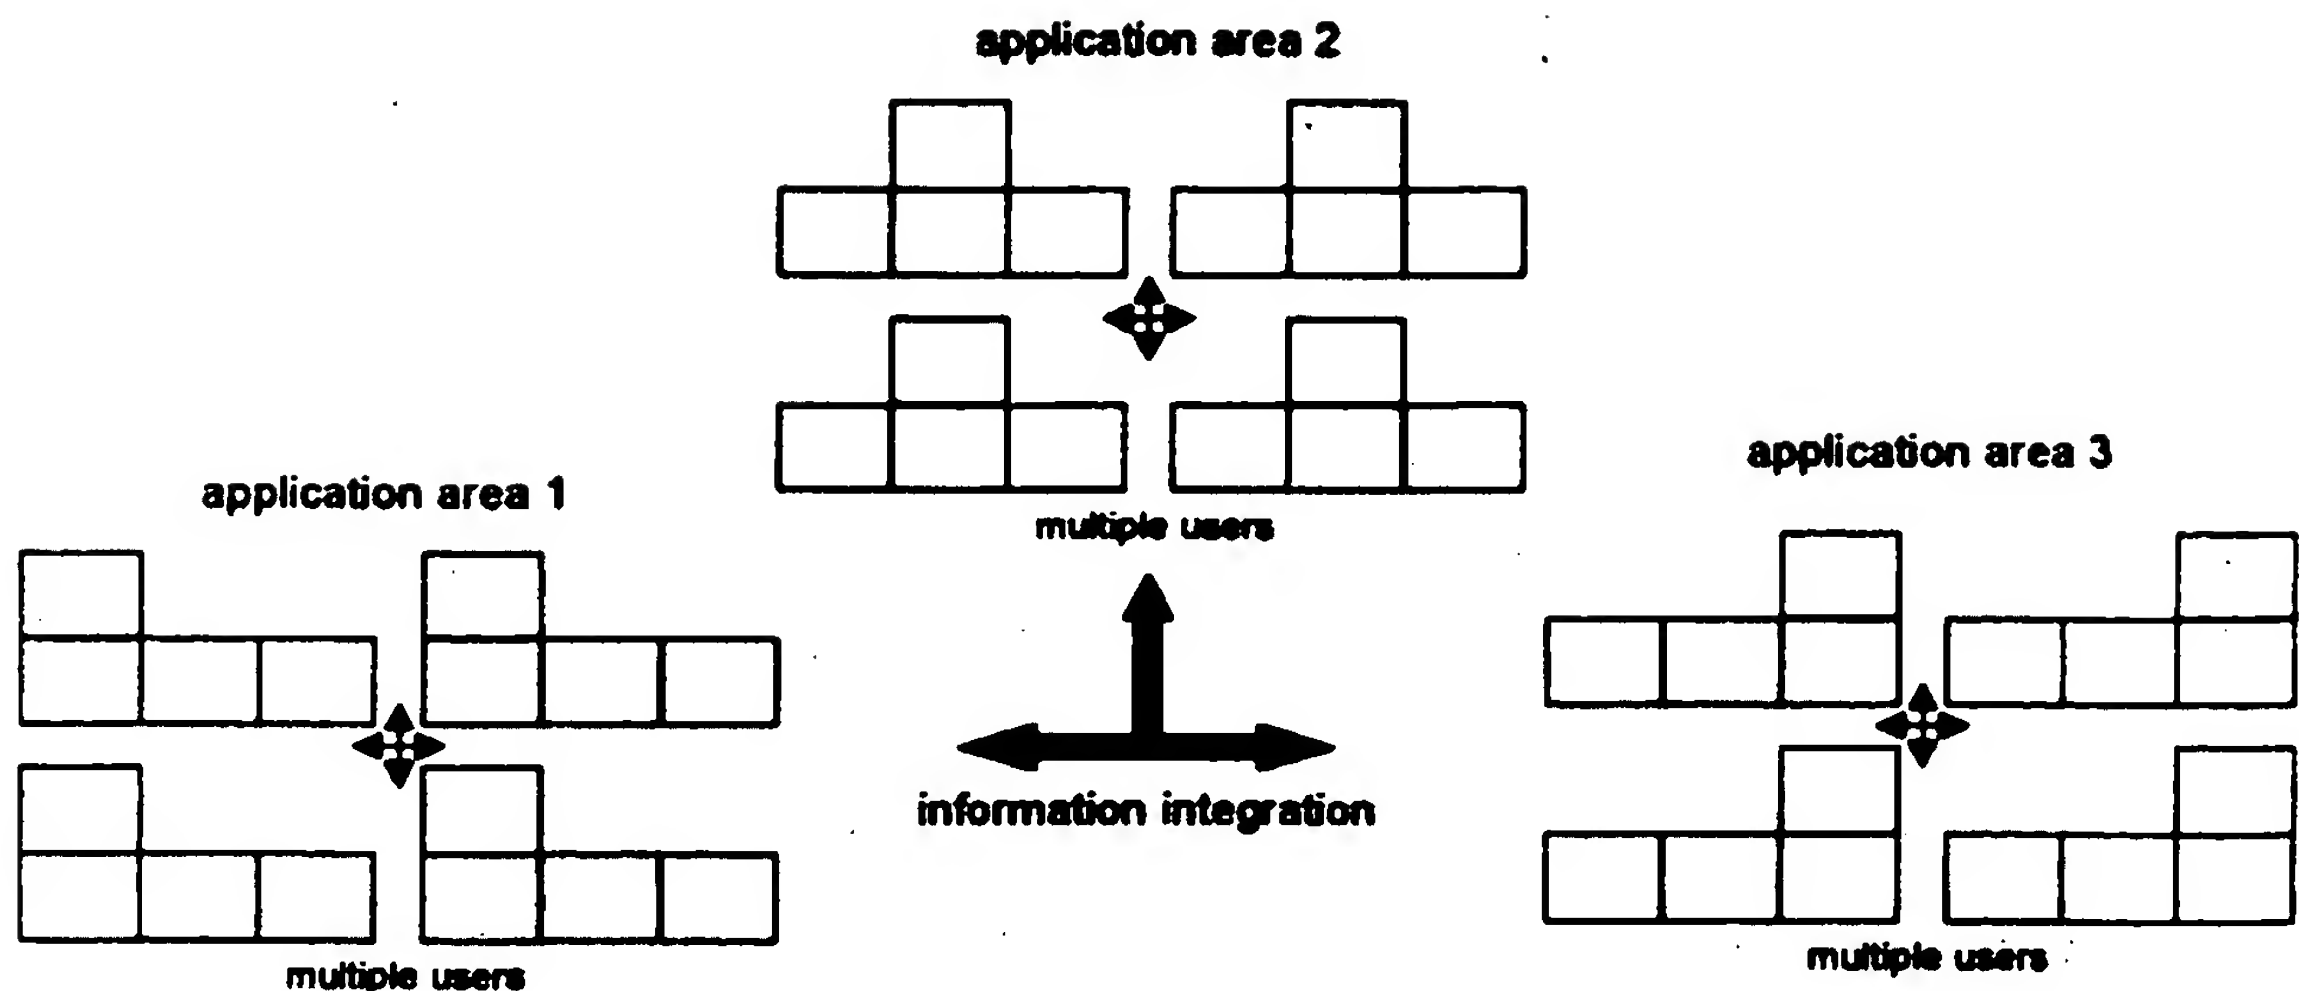 application area 2
multiple users
application area 1
multiple users
application area 3
multiple users
information integration